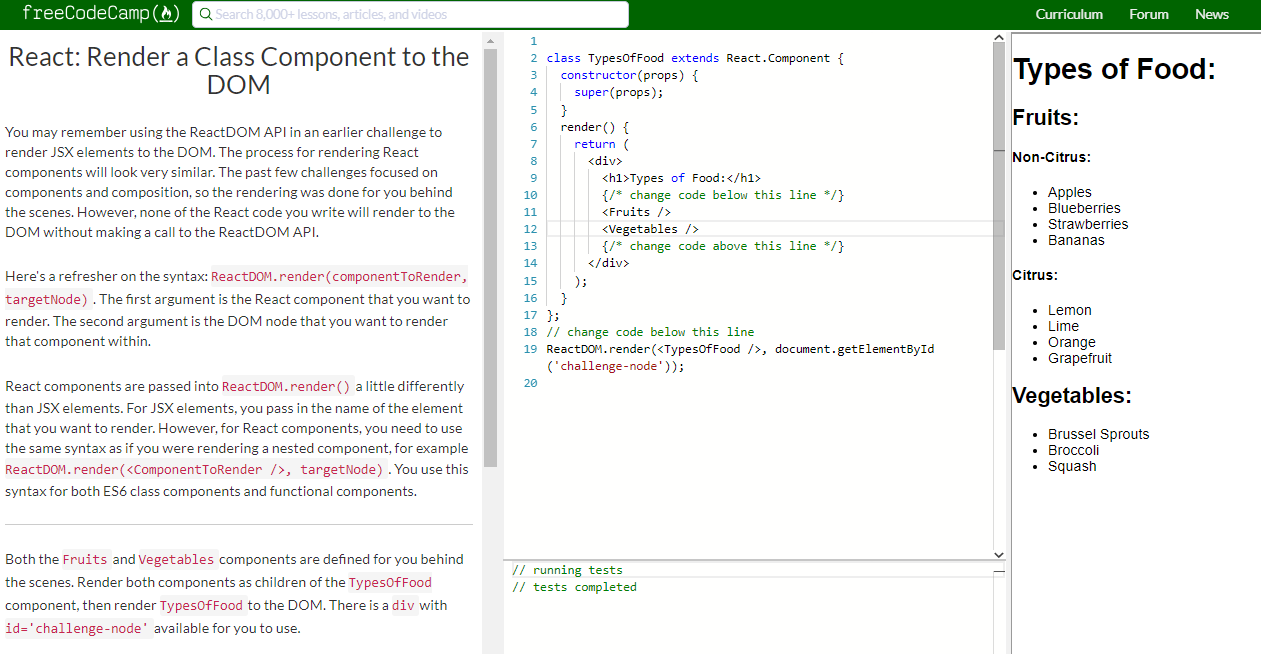 freeCodeCamp
Search 8,000+ lessons, articles, and videos
Curriculum
Forum
News
React: Render a Class Component to the
DOM
You may remember using the ReactDOM API in an earlier challenge to
render JSX elements to the DOM. The process for rendering React
components will look very similar. The past few challenges focused on
components and composition, so the rendering was done for you behind
the scenes. However, none of the React code you write will render to the
DOM without making a call to the ReactDOM API.
Here's a refresher on the syntax: ReactDOM.render(componentToRender,
targetNode) . The first argument is the React component that you want to
render. The second argument is the DOM node that you want to render
that component within.
React components are passed into ReactDOM.render() a little differently
than JSX elements. For JSX elements, you pass in the name of the element
that you want to render. However, for React components, you need to use
the same syntax as if you were rendering a nested component, for example
ReactDOM.render(<ComponentToRender />, targetNode) . You use this
syntax for both ES6 class components and functional components.
Both the Fruits and Vegetables components are defined for you behind
the scenes. Render both components as children of the TypesOfFood
component, then render TypesOfFood to the DOM. There is a div with
id='challenge-node' available for you to use.
1
2 class TypesOfFood extends React.Component {
3 constructor(props) {
4 super(props);
5 }
6 render() {
7 return (
8 <div>
9 <h1>Types of Food:</h1>
10 {/* change code below this line */}
11 <Fruits />
12 <Vegetables />
13 {/* change code above this line */}
14 </div>
15 );
16 }
17 };
18 // change code below this line
19 ReactDOM.render(<TypesOfFood />, document.getElementById
('challenge-node'));
20
// running tests
// tests completed
Types of Food:
Fruits:
Non-Citrus:
• Apples
• Blueberries
• Strawberries
• Bananas
Citrus:
• Lemon
• Lime
• Orange
• Grapefruit
Vegetables:
• Brussel Sprouts
• Broccoli
• Squash